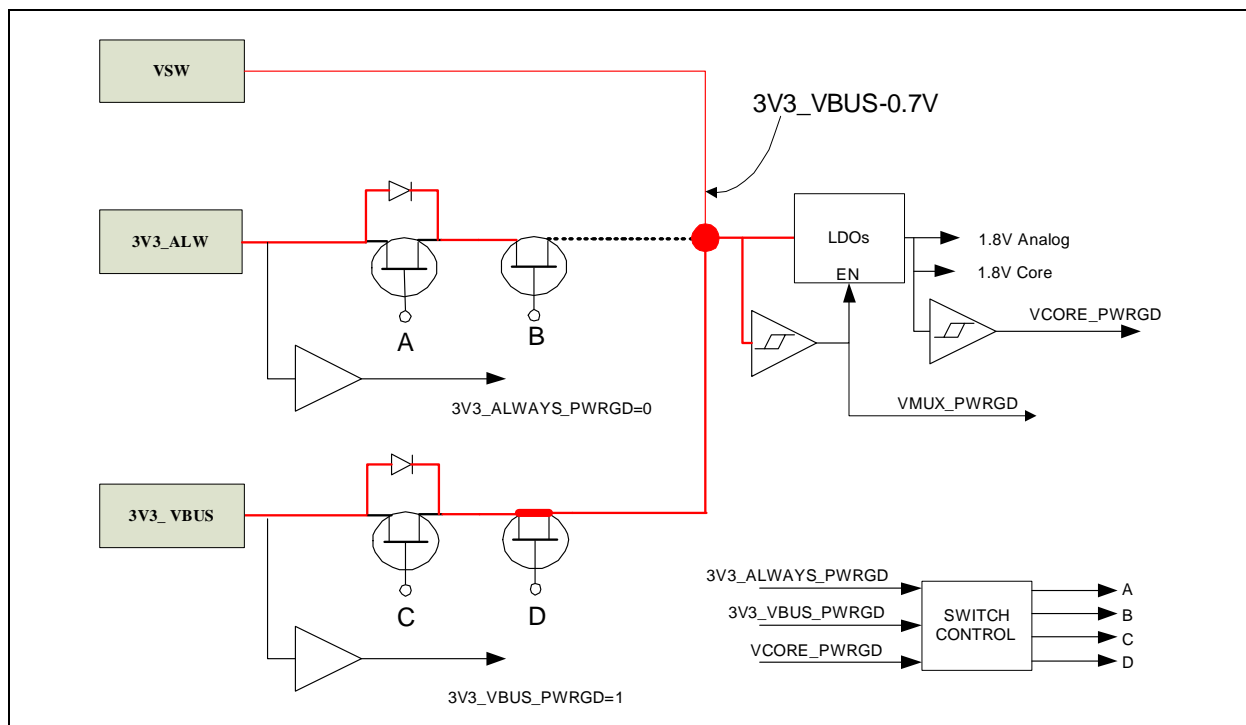 VSW
3V3_VBUS-0.7V
3V3_ALW
LDOs
EN
1.8V Analog
1.8V Core
A
B
VCORE_PWRGD
3V3_ALWAYS_PWRGD=0
VMUX_PWRGD
3V3_ VBUS
C
D
3V3_VBUS_PWRGD=1
3V3_ALWAYS_PWRGD
3V3_VBUS_PWRGD
VCORE_PWRGD
SWITCH
CONTROL
A
B
C
D